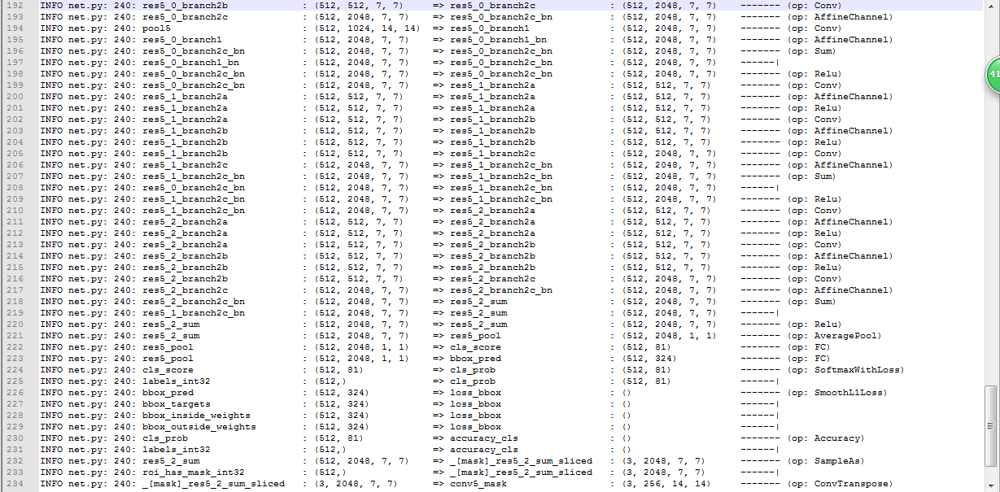 192 INFO net.py: 240: res5_0_branch2b : (512, 512, 7, 7) => res5_0_branch2c : (512, 2048, 7, 7) ------- (op: Conv)
193 INFO net.py: 240: res5_0_branch2c : (512, 2048, 7, 7) => res5_0_branch2c_bn : (512, 2048, 7, 7) ------- (op: AffineChannel)
194 INFO net.py: 240: pool5 : (512, 1024, 14, 14) => res5_0_branch1 : (512, 2048, 7, 7) ------- (op: Conv)
195 INFO net.py: 240: res5_0_branch1 : (512, 2048, 7, 7) => res5_0_branch1_bn : (512, 2048, 7, 7) ------- (op: AffineChannel)
196 INFO net.py: 240: res5_0_branch2c_bn : (512, 2048, 7, 7) => res5_0_branch2c_bn : (512, 2048, 7, 7) ------- (op: Sum)
197 INFO net.py: 240: res5_0_branch1_bn : (512, 2048, 7, 7) => res5_0_branch2c_bn : (512, 2048, 7, 7) ------|
198 INFO net.py: 240: res5_0_branch2c_bn : (512, 2048, 7, 7) => res5_0_branch2c_bn : (512, 2048, 7, 7) ------- (op: Relu)
199 INFO net.py: 240: res5_0_branch2c_bn : (512, 2048, 7, 7) => res5_1_branch2a : (512, 512, 7, 7) ------- (op: Conv)
200 INFO net.py: 240: res5_1_branch2a : (512, 512, 7, 7) => res5_1_branch2a : (512, 512, 7, 7) ------- (op: AffineChannel)
201 INFO net.py: 240: res5_1_branch2a : (512, 512, 7, 7) => res5_1_branch2a : (512, 512, 7, 7) ------- (op: Relu)
202 INFO net.py: 240: res5_1_branch2a : (512, 512, 7, 7) => res5_1_branch2b : (512, 512, 7, 7) ------- (op: Conv)
203 INFO net.py: 240: res5_1_branch2b : (512, 512, 7, 7) => res5_1_branch2b : (512, 512, 7, 7) ------- (op: AffineChannel)
204 INFO net.py: 240: res5_1_branch2b : (512, 512, 7, 7) => res5_1_branch2b : (512, 512, 7, 7) ------- (op: Relu)
205 INFO net.py: 240: res5_1_branch2b : (512, 512, 7, 7) => res5_1_branch2c : (512, 2048, 7, 7) ------- (op: Conv)
206 INFO net.py: 240: res5_1_branch2c : (512, 2048, 7, 7) => res5_1_branch2c_bn : (512, 2048, 7, 7) ------- (op: AffineChannel)
207 INFO net.py: 240: res5_1_branch2c_bn : (512, 2048, 7, 7) => res5_1_branch2c_bn : (512, 2048, 7, 7) ------- (op: Sum)
208 INFO net.py: 240: res5_0_branch2c_bn : (512, 2048, 7, 7) => res5_1_branch2c_bn : (512, 2048, 7, 7) ------|
209 INFO net.py: 240: res5_1_branch2c_bn : (512, 2048, 7, 7) => res5_1_branch2c_bn : (512, 2048, 7, 7) ------- (op: Relu)
210 INFO net.py: 240: res5_1_branch2c_bn : (512, 2048, 7, 7) => res5_2_branch2a : (512, 512, 7, 7) ------- (op: Conv)
211 INFO net.py: 240: res5_2_branch2a : (512, 512, 7, 7) => res5_2_branch2a : (512, 512, 7, 7) ------- (op: AffineChannel)
212 INFO net.py: 240: res5_2_branch2a : (512, 512, 7, 7) => res5_2_branch2a : (512, 512, 7, 7) ------- (op: Relu)
213 INFO net.py: 240: res5_2_branch2a : (512, 512, 7, 7) => res5_2_branch2b : (512, 512, 7, 7) ------- (op: Conv)
214 INFO net.py: 240: res5_2_branch2b : (512, 512, 7, 7) => res5_2_branch2b : (512, 512, 7, 7) ------- (op: AffineChannel)
215 INFO net.py: 240: res5_2_branch2b : (512, 512, 7, 7) => res5_2_branch2b : (512, 512, 7, 7) ------- (op: Relu)
216 INFO net.py: 240: res5_2_branch2b : (512, 512, 7, 7) => res5_2_branch2c : (512, 2048, 7, 7) ------- (op: Conv)
217 INFO net.py: 240: res5_2_branch2c : (512, 2048, 7, 7) => res5_2_branch2c_bn : (512, 2048, 7, 7) ------- (op: AffineChannel)
218 INFO net.py: 240: res5_2_branch2c_bn : (512, 2048, 7, 7) => res5_2_sum : (512, 2048, 7, 7) ------- (op: Sum)
219 INFO net.py: 240: res5_1_branch2c_bn : (512, 2048, 7, 7) => res5_2_sum : (512, 2048, 7, 7) ------|
220 INFO net.py: 240: res5_2_sum : (512, 2048, 7, 7) => res5_2_sum : (512, 2048, 7, 7) ------- (op: Relu)
221 INFO net.py: 240: res5_2_sum : (512, 2048, 7, 7) => res5_pool : (512, 2048, 1, 1) ------- (op: AveragePool)
222 INFO net.py: 240: res5_pool : (512, 2048, 1, 1) => cls_score : (512, 81) ------- (op: FC)
223 INFO net.py: 240: res5_pool : (512, 2048, 1, 1) => bbox_pred : (512, 324) ------- (op: FC)
224 INFO net.py: 240: cls_score : (512, 81) => cls_prob : (512, 81) ------- (op: SoftmaxWithLoss)
225 INFO net.py: 240: labels_int32 : (512,) => cls_prob : (512, 81) ------|
226 INFO net.py: 240: bbox_pred : (512, 324) => loss_bbox : () ------- (op: SmoothL1Loss)
227 INFO net.py: 240: bbox_targets : (512, 324) => loss_bbox : () ------|
228 INFO net.py: 240: bbox_inside_weights : (512, 324) => loss_bbox : () ------|
229 INFO net.py: 240: bbox_outside_weights : (512, 324) => loss_bbox : () ------|
230 INFO net.py: 240: cls_prob : (512, 81) => accuracy_cls : () ------- (op: Accuracy)
231 INFO net.py: 240: labels_int32 : (512,) => accuracy_cls : () ------|
232 INFO net.py: 240: res5_2_sum : (512, 2048, 7, 7) => _[mask]_res5_2_sum_sliced : (3, 2048, 7, 7) ------- (op: SampleAs)
233 INFO net.py: 240: roi_has_mask_int32 : (512,) => _[mask]_res5_2_sum_sliced : (3, 2048, 7, 7) ------|
234 INFO net.py: 240: _[mask]_res5_2_sum_sliced : (3, 2048, 7, 7) => conv5_mask : (3, 256, 14, 14) ------- (op: ConvTranspose)
41